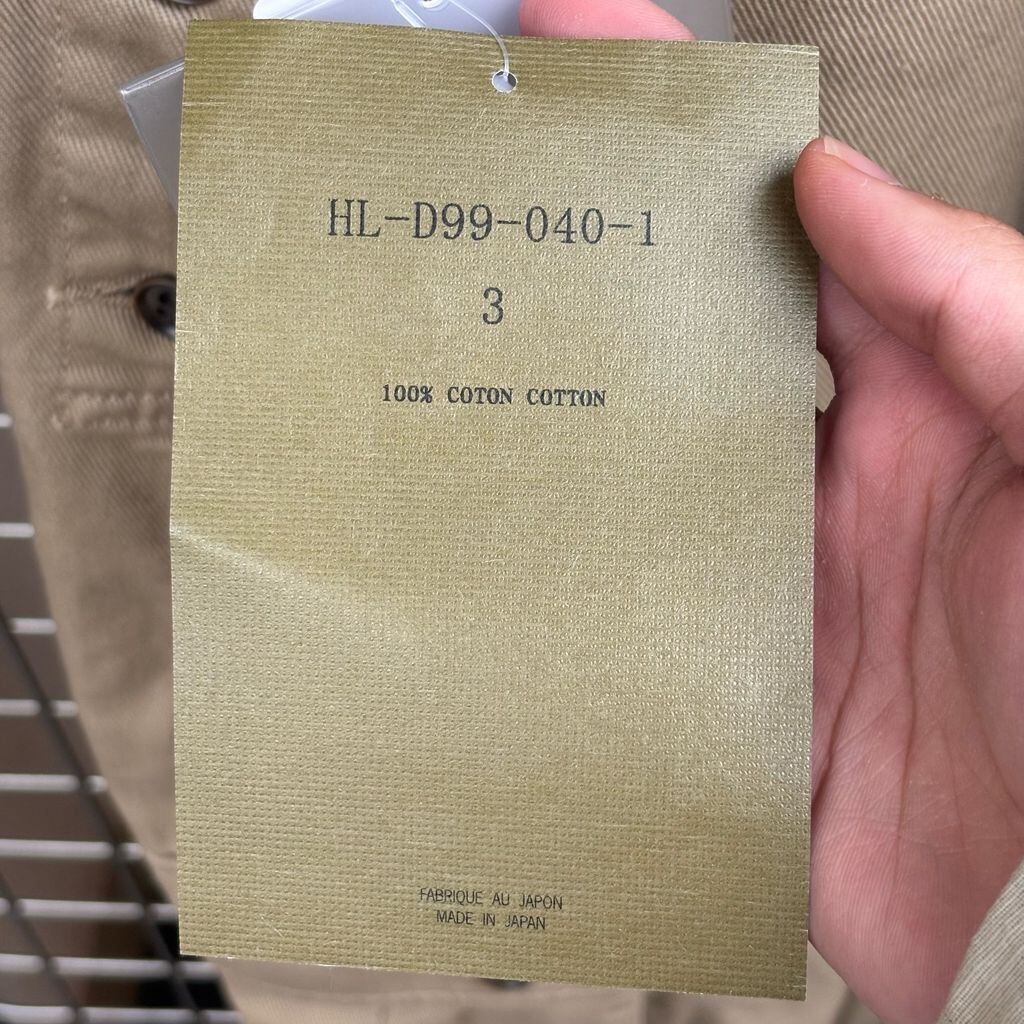 HL-D99-040-1
3
100% COTON COTTON
FABRIQUE AU JAPON
MADE IN JAPAN